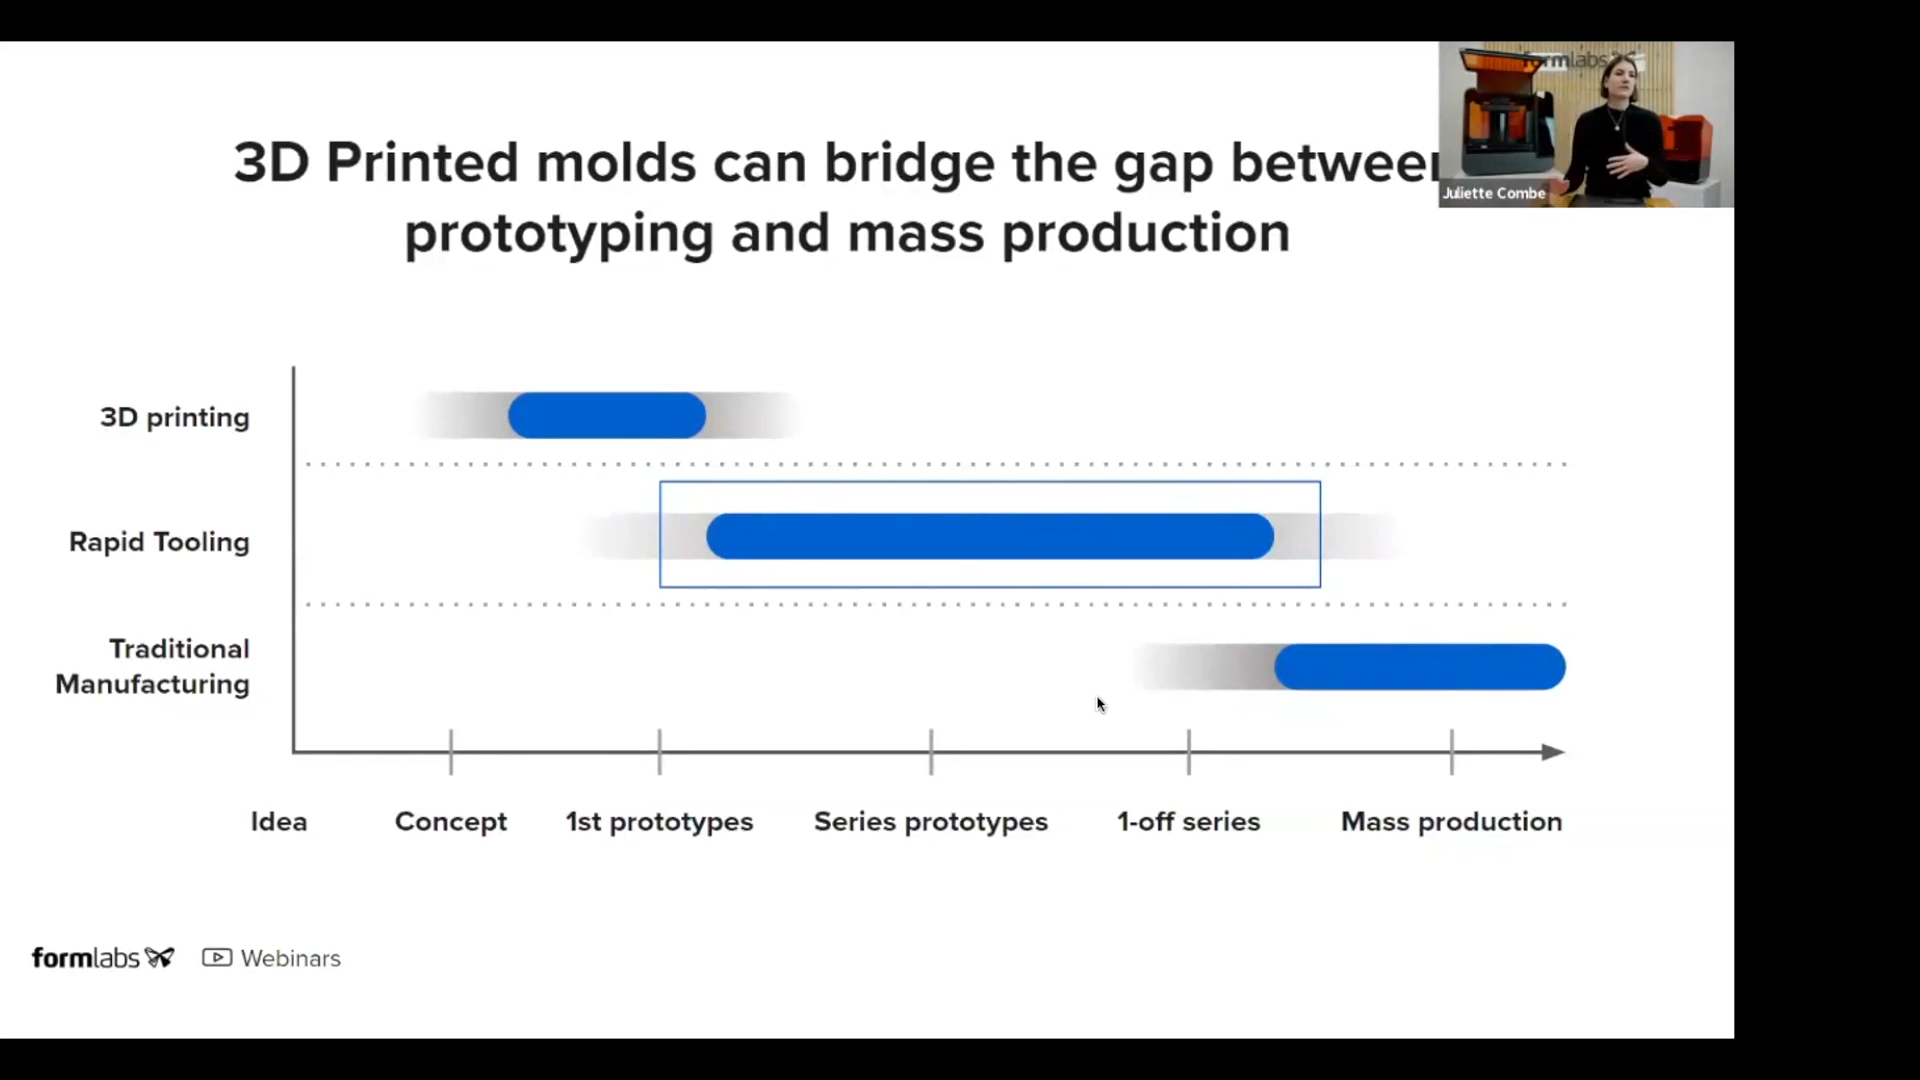 formlabs
3D Printed molds can bridge the gap between
prototyping and mass production
Juliette Combe
3D printing
Rapid Tooling
Traditional
Manufacturing
Idea Concept 1st prototypes Series prototypes 1-off series Mass production
formlabs Webinars